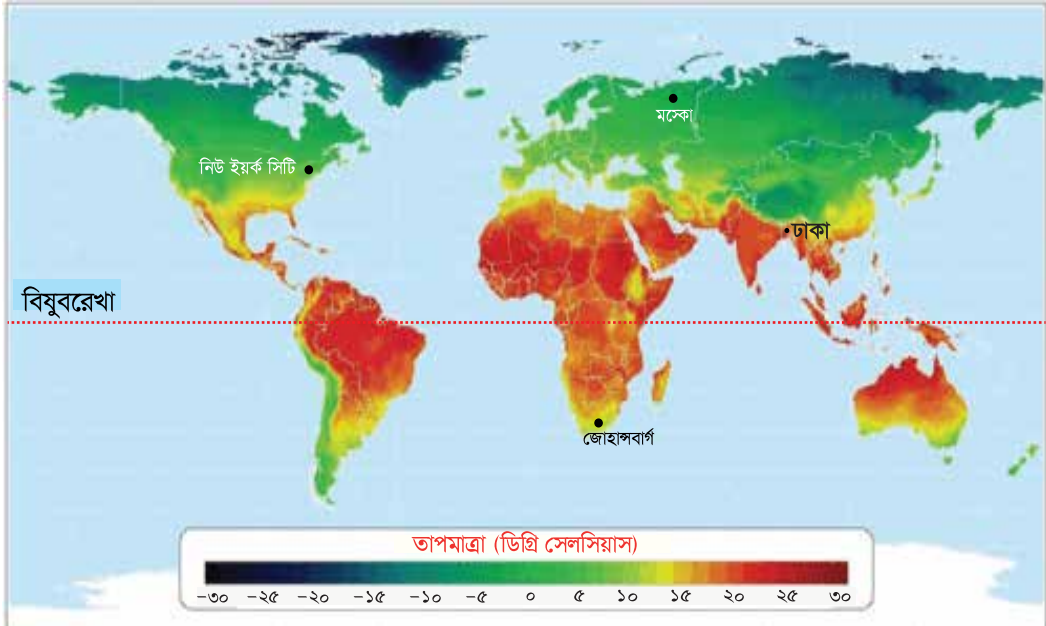 মস্কো
নিউ ইয়র্ক সিটি
ঢাকা
বিষুবরেখা
জোহান্সবার্গ
তাপমাত্রা (ডিগ্রি সেলসিয়াস)
-৩০ -২৫ -২০ -১৫ -১০ -৫ ০ ৫ ১০ ১৫ ২০ ২৫ ৩০